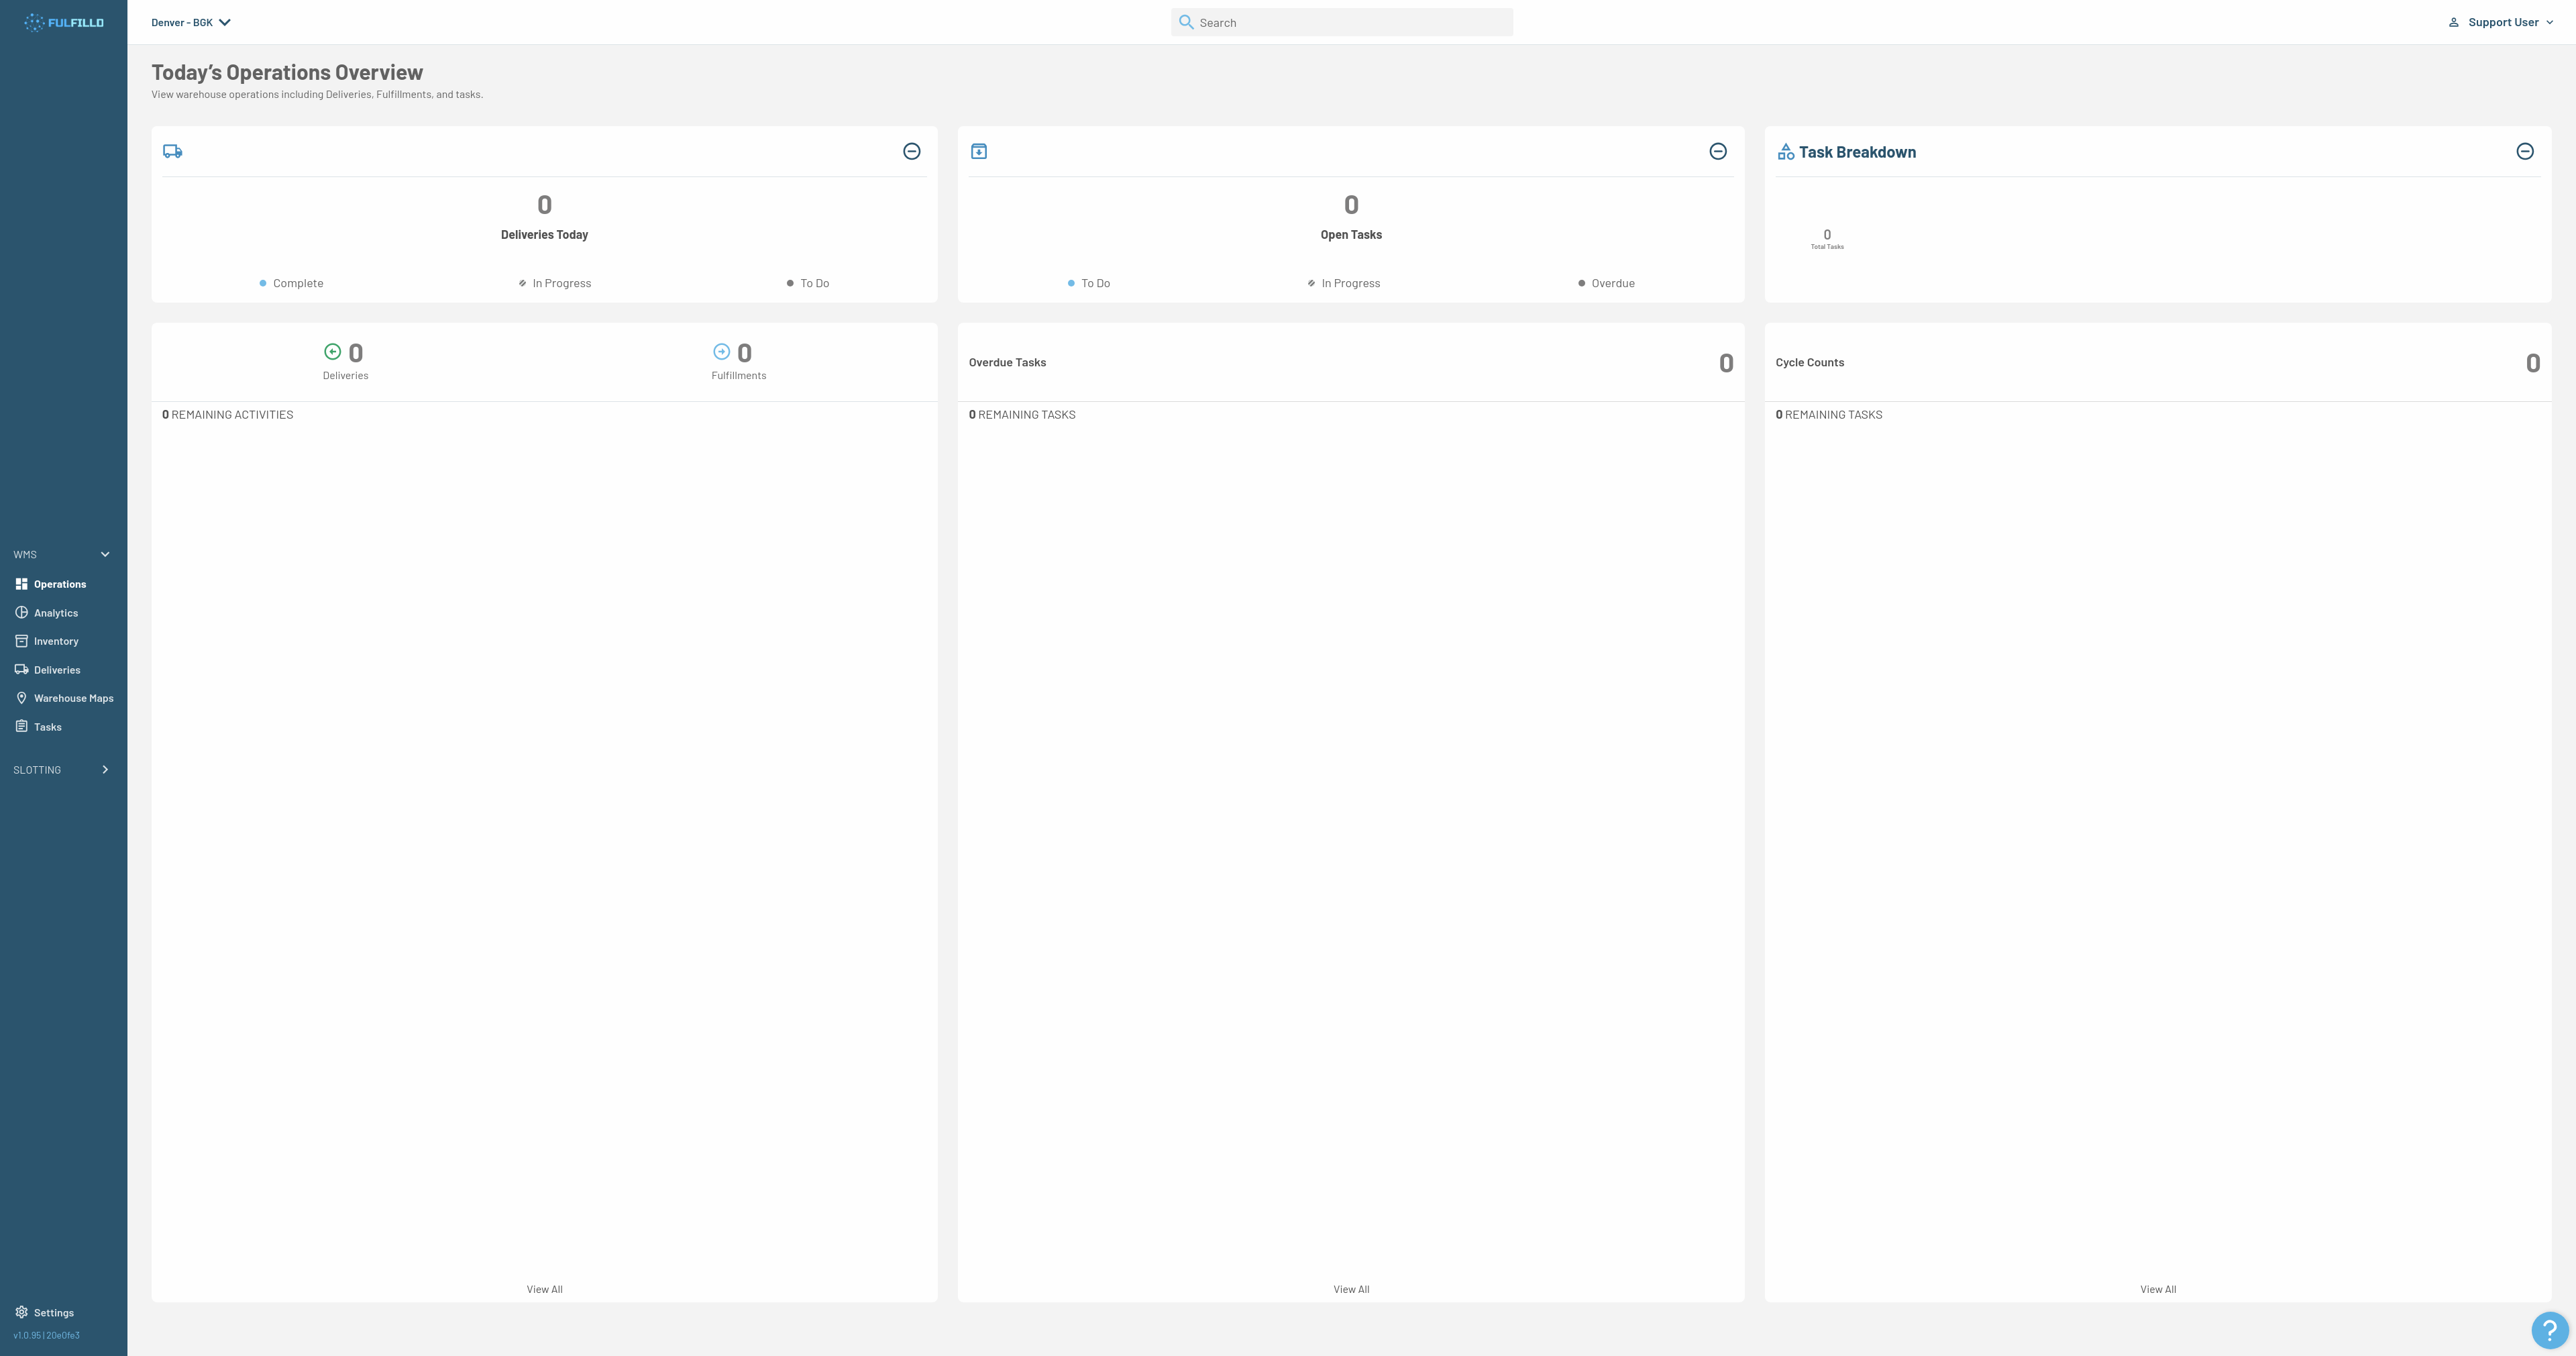 FULFILLD
Denver - BGK
Search
Support User
Today’s Operations Overview
View warehouse operations including Deliveries, Fulfillments, and tasks.
0
Deliveries Today
Complete
In Progress
To Do
0
Open Tasks
To Do
In Progress
Overdue
Task Breakdown
0
Total Tasks
0
Deliveries
0
Fulfillments
0 REMAINING ACTIVITIES
View All
Overdue Tasks
0
0 REMAINING TASKS
View All
Cycle Counts
0
0 REMAINING TASKS
View All
WMS
Operations
Analytics
Inventory
Deliveries
Warehouse Maps
Tasks
SLOTTING
Settings
v1.0.95 | 20e0fe3
?